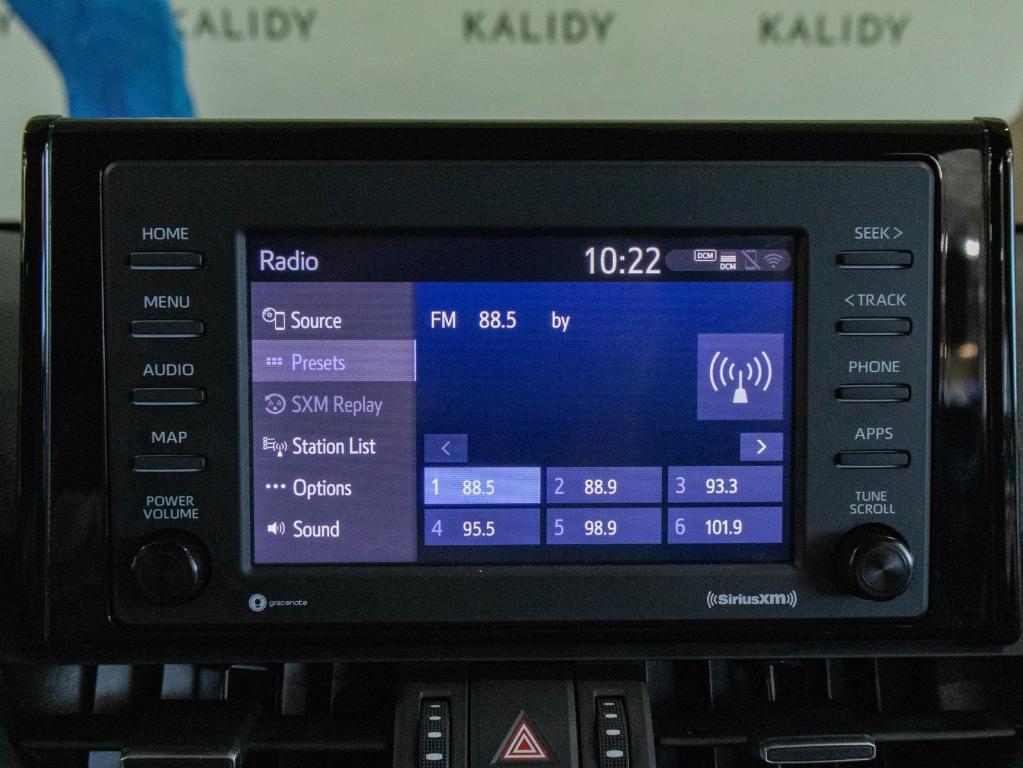 KALIDY KALIDY KALIDY
HOME
MENU
AUDIO
MAP
POWER
VOLUME
Radio 10:22 DCM DCM
Source
Presets
SXM Replay
Station List
Options
Sound
FM 88.5 by
< >
1 88.5 2 88.9 3 93.3
4 95.5 5 98.9 6 101.9
SEEK >
< TRACK
PHONE
APPS
TUNE
SCROLL
gracenote
((SiriusXM))